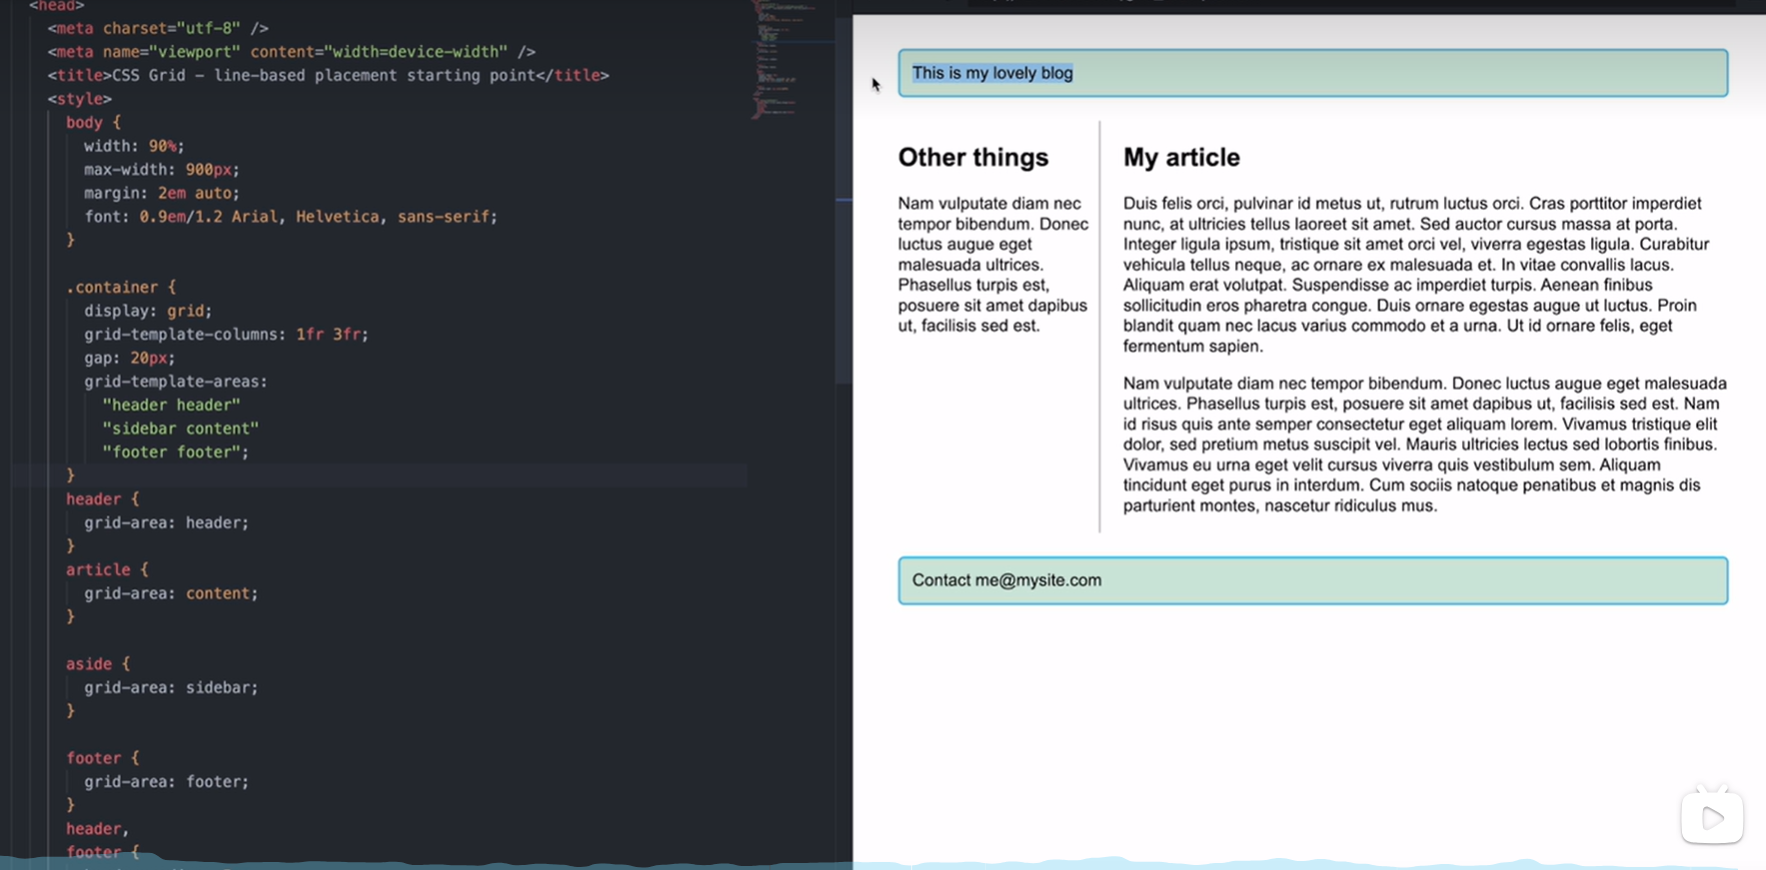 <head>
<meta charset="utf-8" />
<meta name="viewport" content="width=device-width" />
<title>CSS Grid - line-based placement starting point</title>
<style>
body {
width: 90%;
max-width: 900px;
margin: 2em auto;
font: 0.9em/1.2 Arial, Helvetica, sans-serif;
}
.container {
display: grid;
grid-template-columns: 1fr 3fr;
gap: 20px;
grid-template-areas:
"header header"
"sidebar content"
"footer footer";
}
header {
grid-area: header;
}
article {
grid-area: content;
}
aside {
grid-area: sidebar;
}
footer {
grid-area: footer;
}
header,
footer {
This is my lovely blog
Other things
Nam vulputate diam nec
tempor bibendum. Donec
luctus augue eget
malesuada ultrices.
Phasellus turpis est,
posuere sit amet dapibus
ut, facilisis sed est.
My article
Duis felis orci, pulvinar id metus ut, rutrum luctus orci. Cras porttitor imperdiet
nunc, at ultricies tellus laoreet sit amet. Sed auctor cursus massa at porta.
Integer ligula ipsum, tristique sit amet orci vel, viverra egestas ligula. Curabitur
vehicula tellus neque, ac ornare ex malesuada et. In vitae convallis lacus.
Aliquam erat volutpat. Suspendisse ac imperdiet turpis. Aenean finibus
sollicitudin eros pharetra congue. Duis ornare egestas augue ut luctus. Proin
blandit quam nec lacus varius commodo et a urna. Ut id ornare felis, eget
fermentum sapien.
Nam vulputate diam nec tempor bibendum. Donec luctus augue eget malesuada
ultrices. Phasellus turpis est, posuere sit amet dapibus ut, facilisis sed est. Nam
id risus quis ante semper consectetur eget aliquam lorem. Vivamus tristique elit
dolor, sed pretium metus suscipit vel. Mauris ultricies lectus sed lobortis finibus.
Vivamus eu urna eget velit cursus viverra quis vestibulum sem. Aliquam
tincidunt eget purus in interdum. Cum sociis natoque penatibus et magnis dis
parturient montes, nascetur ridiculus mus.
Contact me@mysite.com